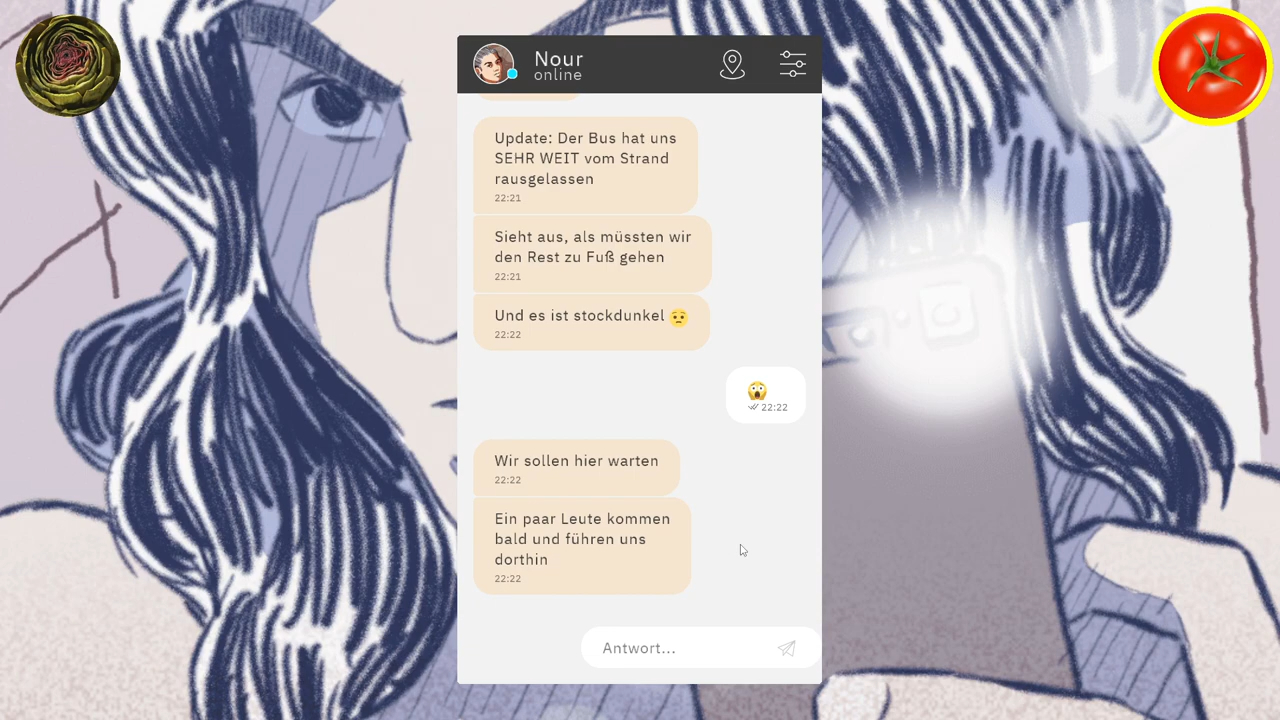 Nour
online
Update: Der Bus hat uns
SEHR WEIT vom Strand
rausgelassen
22:21
Sieht aus, als müssten wir
den Rest zu Fuß gehen
22:21
Und es ist stockdunkel 😟
22:22
😱
22:22
Wir sollen hier warten
22:22
Ein paar Leute kommen
bald und führen uns
dorthin
22:22
Antwort...